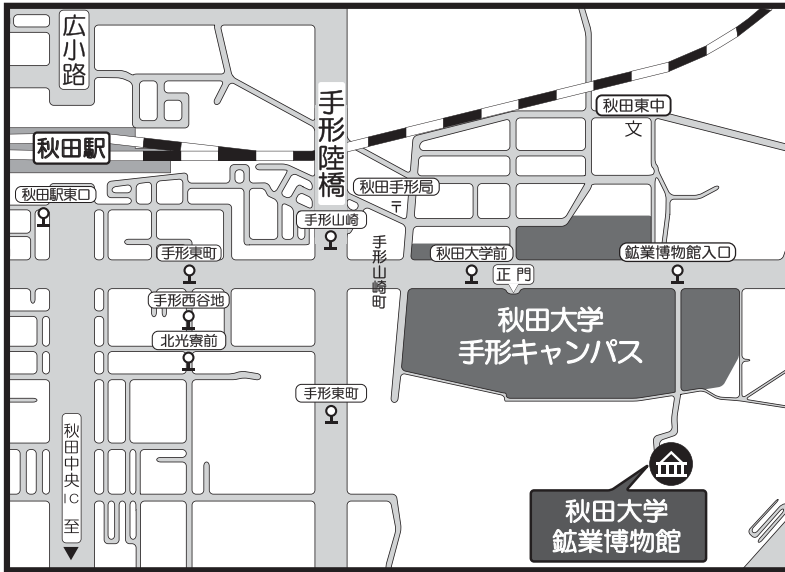 広小路
手形陸橋
秋田東中
文
秋田駅
秋田手形局
〒
秋田駅東口
手形山崎
手形山崎町
手形東町
秋田大学前
正門
鉱業博物館入口
手形西谷地
北光寮前
秋田大学
手形キャンパス
手形東町
秋田中央IC 至
秋田大学
鉱業博物館